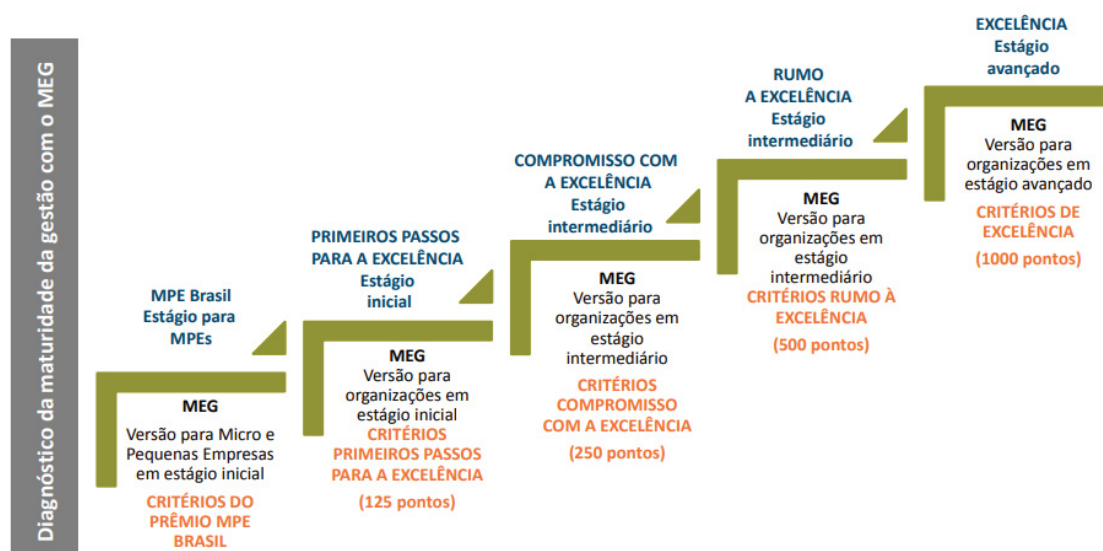 Diagnóstico da maturidade da gestão com o MEG
MPE Brasil
Estágio para
MPEs
MEG
Versão para Micro e
Pequenas Empresas
em estágio inicial
CRITÉRIOS DO
PRÊMIO MPE
BRASIL
PRIMEIROS PASSOS
PARA A EXCELÊNCIA
Estágio
inicial
MEG
Versão para
organizações em
estágio inicial
CRITÉRIOS
PRIMEIROS PASSOS
PARA A EXCELÊNCIA
(125 pontos)
COMPROMISSO COM
A EXCELÊNCIA
Estágio
intermediário
MEG
Versão para
organizações em
estágio
intermediário
CRITÉRIOS
COMPROMISSO
COM A EXCELÊNCIA
(250 pontos)
RUMO
A EXCELÊNCIA
Estágio
intermediário
MEG
Versão para
organizações em
estágio
intermediário
CRITÉRIOS RUMO À
EXCELÊNCIA
(500 pontos)
EXCELÊNCIA
Estágio
avançado
MEG
Versão para
organizações em
estágio avançado
CRITÉRIOS DE
EXCELÊNCIA
(1000 pontos)